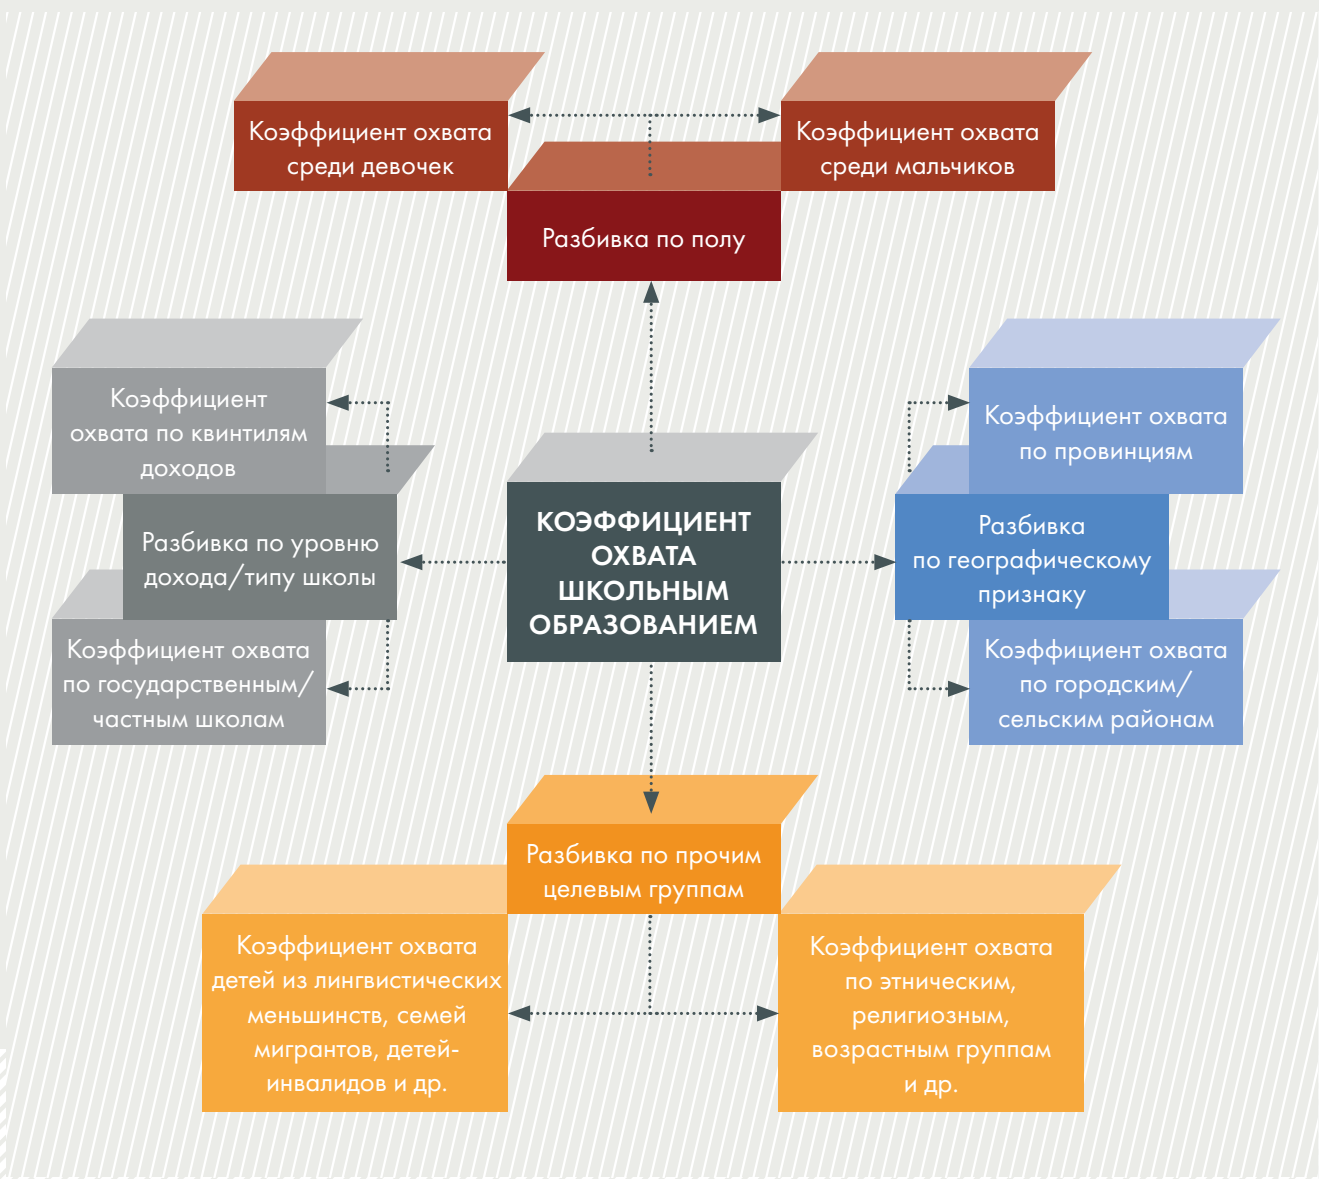 Коэффициент охвата
среди девочек
Коэффициент охвата
среди мальчиков
Разбивка по полу
Коэффициент
охвата по квинтилям
доходов
Разбивка по уровню
дохода/типу школы
Коэффициент охвата
по государственным/
частным школам
КОЭФФИЦИЕНТ
ОХВАТА
ШКОЛЬНЫМ
ОБРАЗОВАНИЕМ
Коэффициент охвата
по провинциям
Разбивка
по географическому
признаку
Коэффициент охвата
по городским/
сельским районам
Разбивка по прочим
целевым группам
Коэффициент охвата
детей из лингвистических
меньшинств, семей
мигрантов, детей-
инвалидов и др.
Коэффициент охвата
по этническим,
религиозным,
возрастным группам
и др.